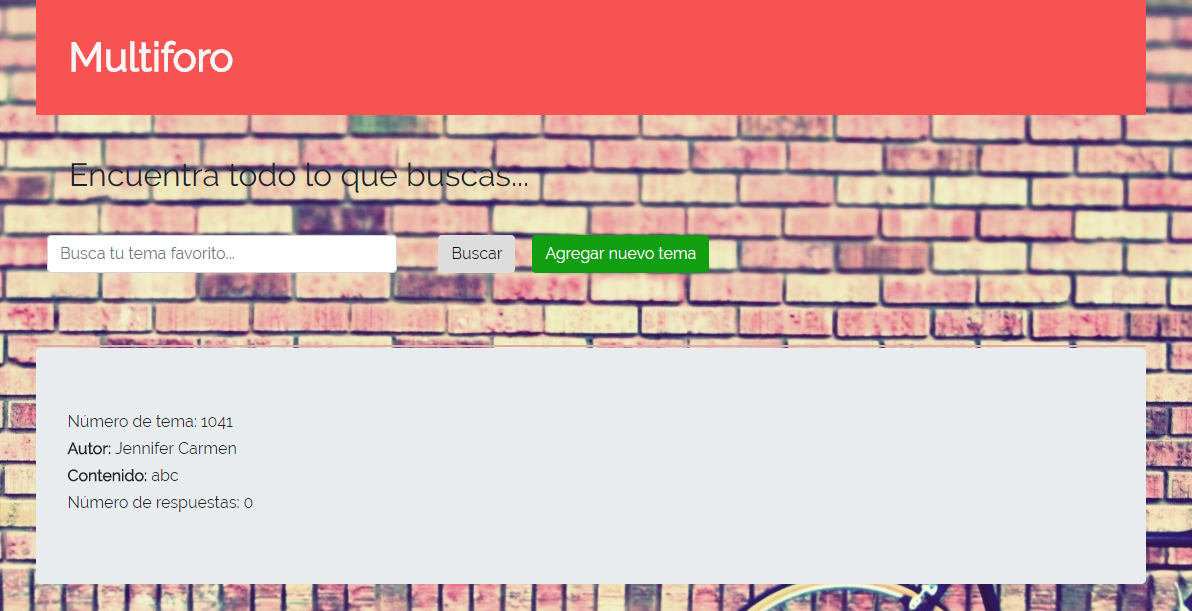 Multiforo
Encuentra todo lo que buscas...
Busca tu tema favorito... Buscar Agregar nuevo tema
Número de tema: 1041
Autor: Jennifer Carmen
Contenido: abc
Número de respuestas: 0